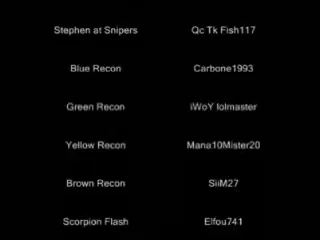 Stephen at Snipers Qc Tk Fish117
Blue Recon Carbone1993
Green Recon iWoY lolmaster
Yellow Recon Mana10Mister20
Brown Recon SiiM27
Scorpion Flash Elfou741